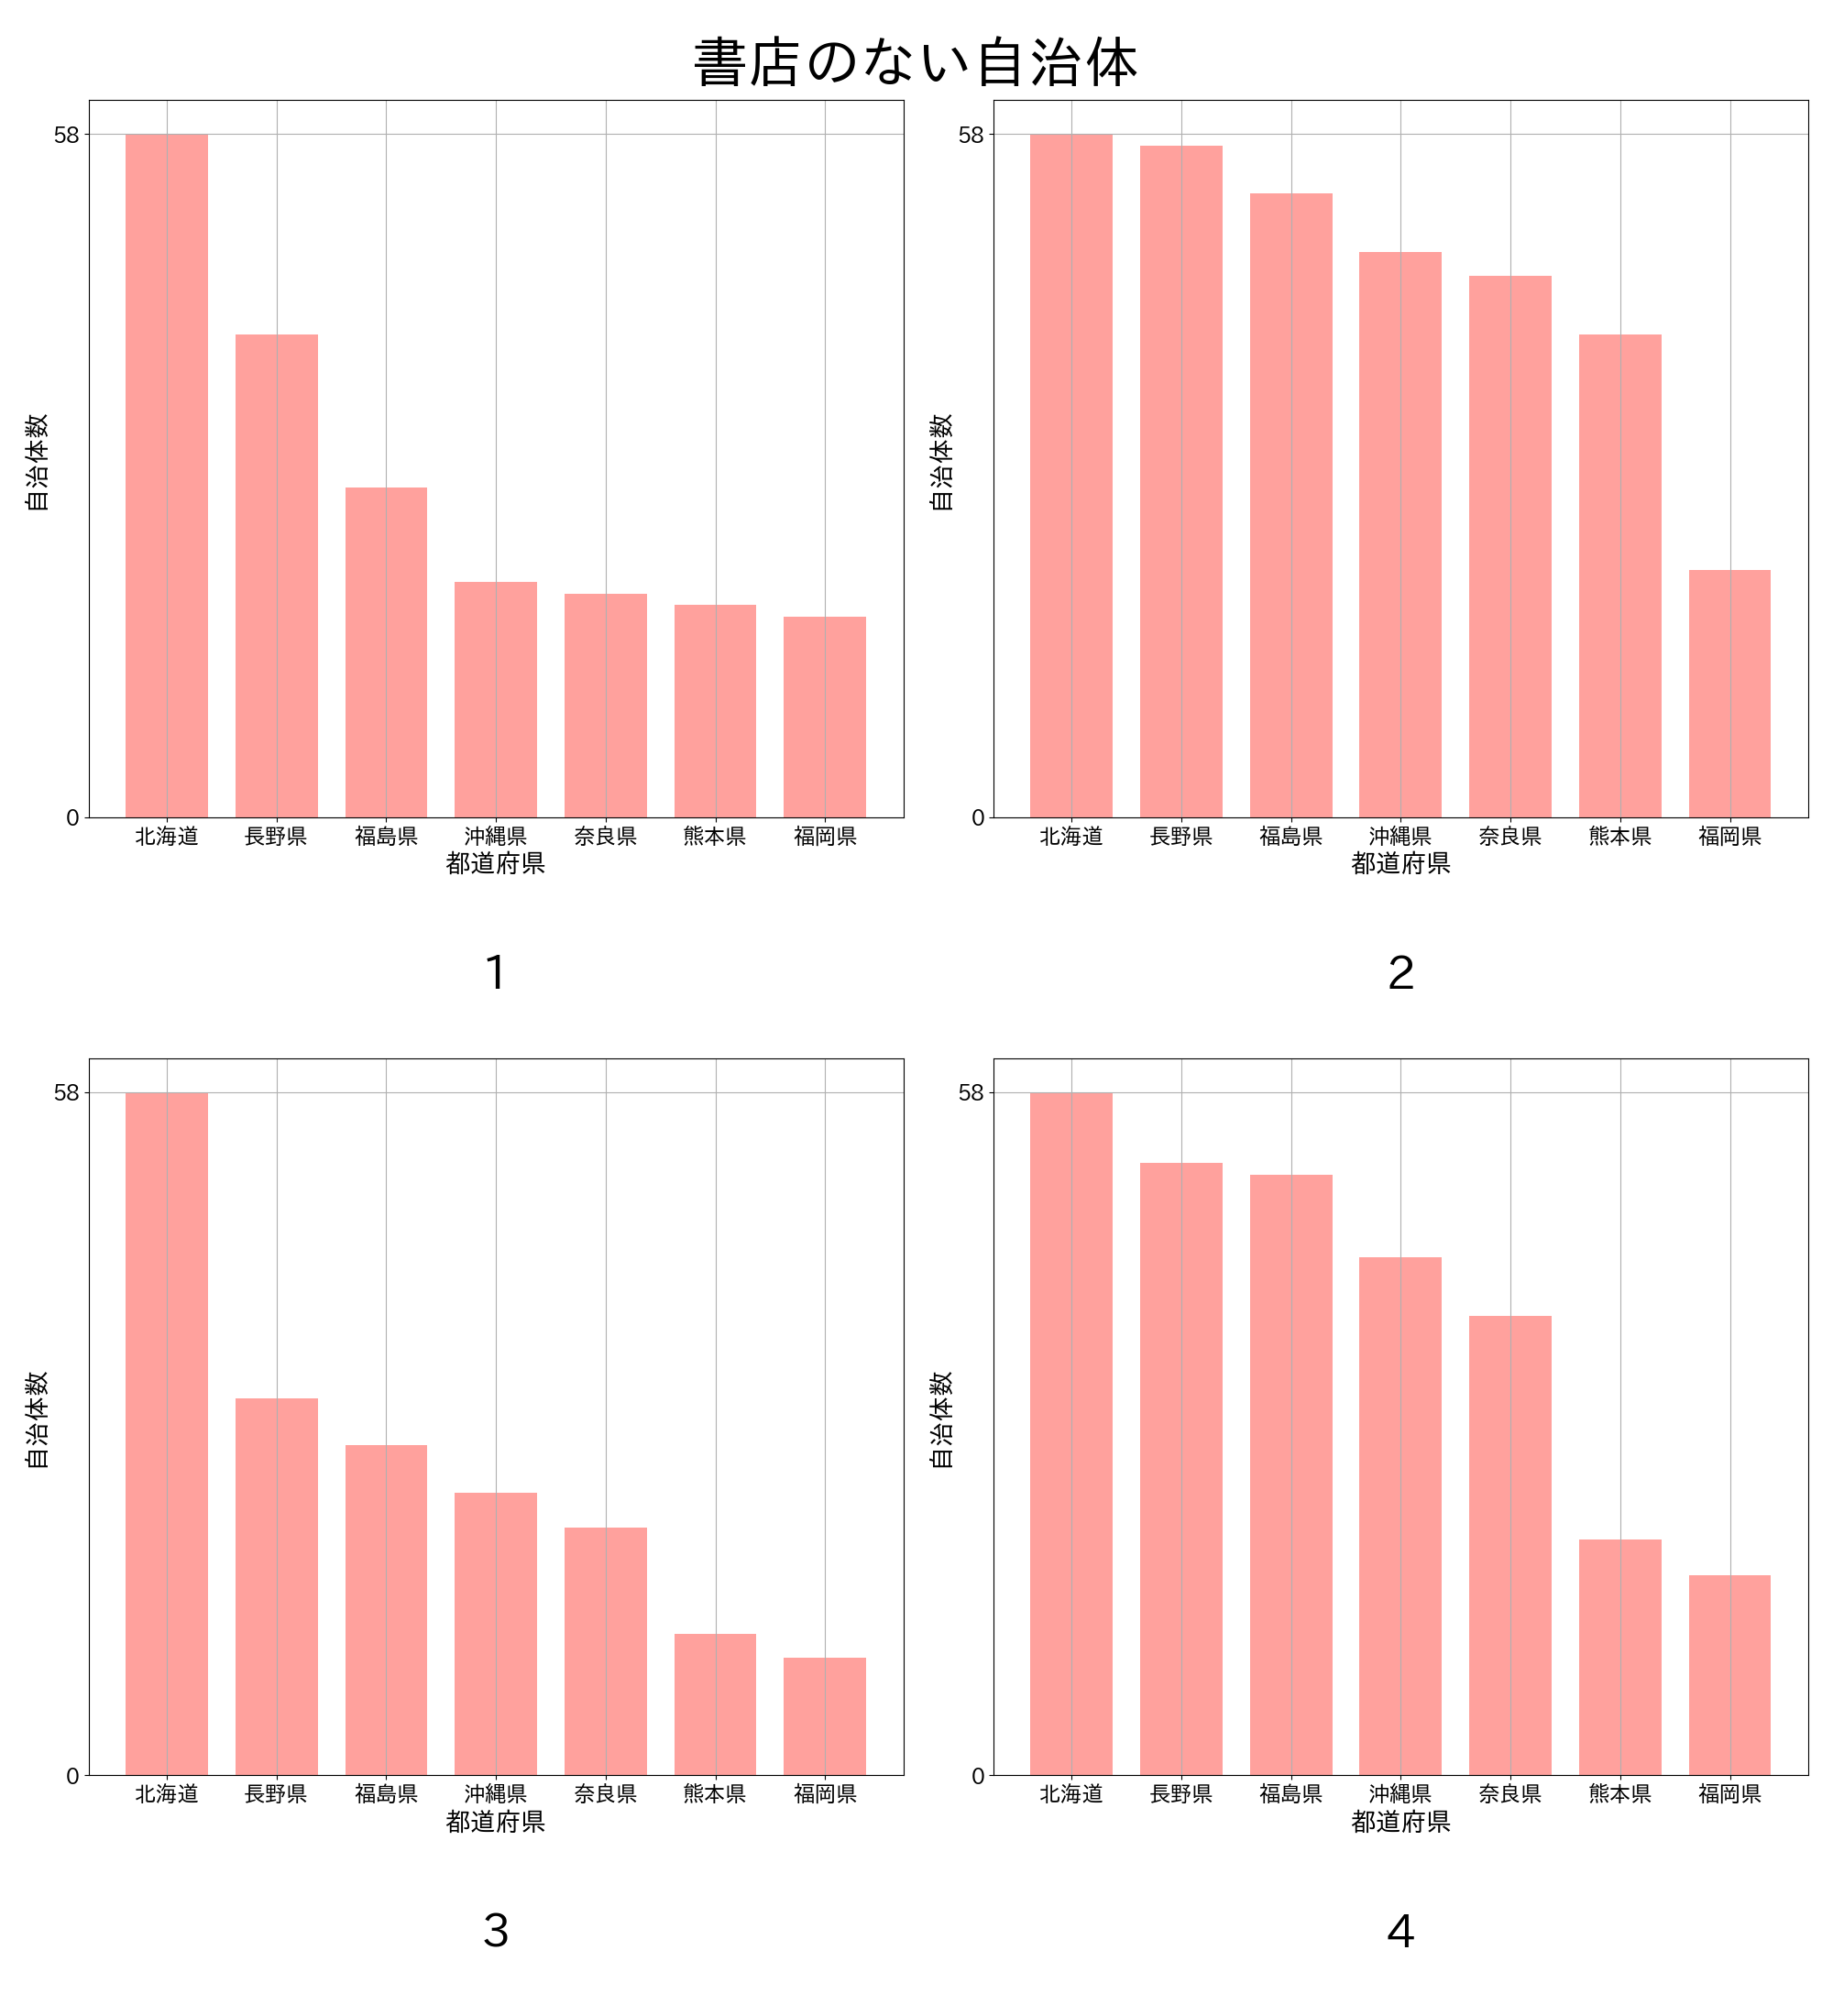 書店のない自治体
58
0
自治体数
北海道 長野県 福島県 沖縄県 奈良県 熊本県 福岡県
都道府県
1
58
0
自治体数
北海道 長野県 福島県 沖縄県 奈良県 熊本県 福岡県
都道府県
2
58
0
自治体数
北海道 長野県 福島県 沖縄県 奈良県 熊本県 福岡県
都道府県
3
58
0
自治体数
北海道 長野県 福島県 沖縄県 奈良県 熊本県 福岡県
都道府県
4